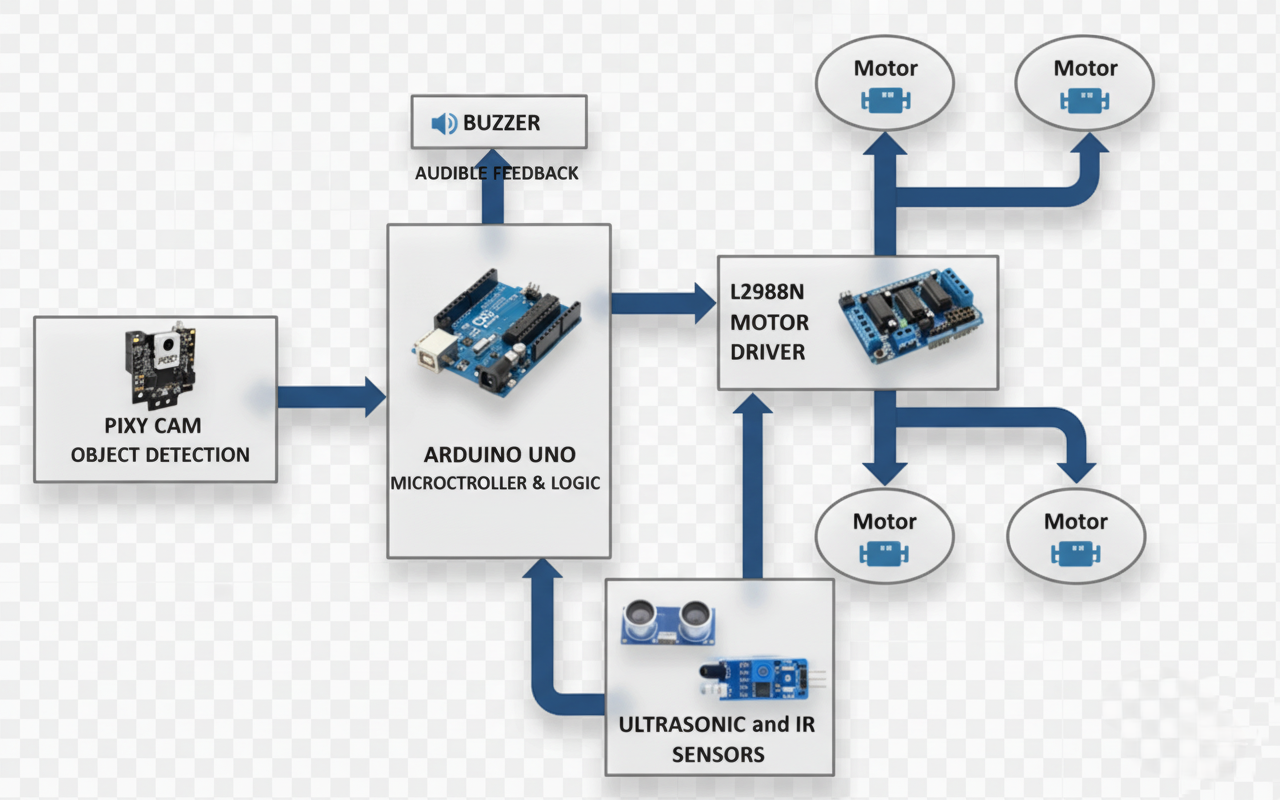 Motor
Motor
BUZZER
AUDIBLE FEEDBACK
L2988N
MOTOR
DRIVER
PIXY CAM
OBJECT DETECTION
ARDUINO UNO
MICROCTROLLER & LOGIC
Motor
Motor
ULTRASONIC and IR
SENSORS